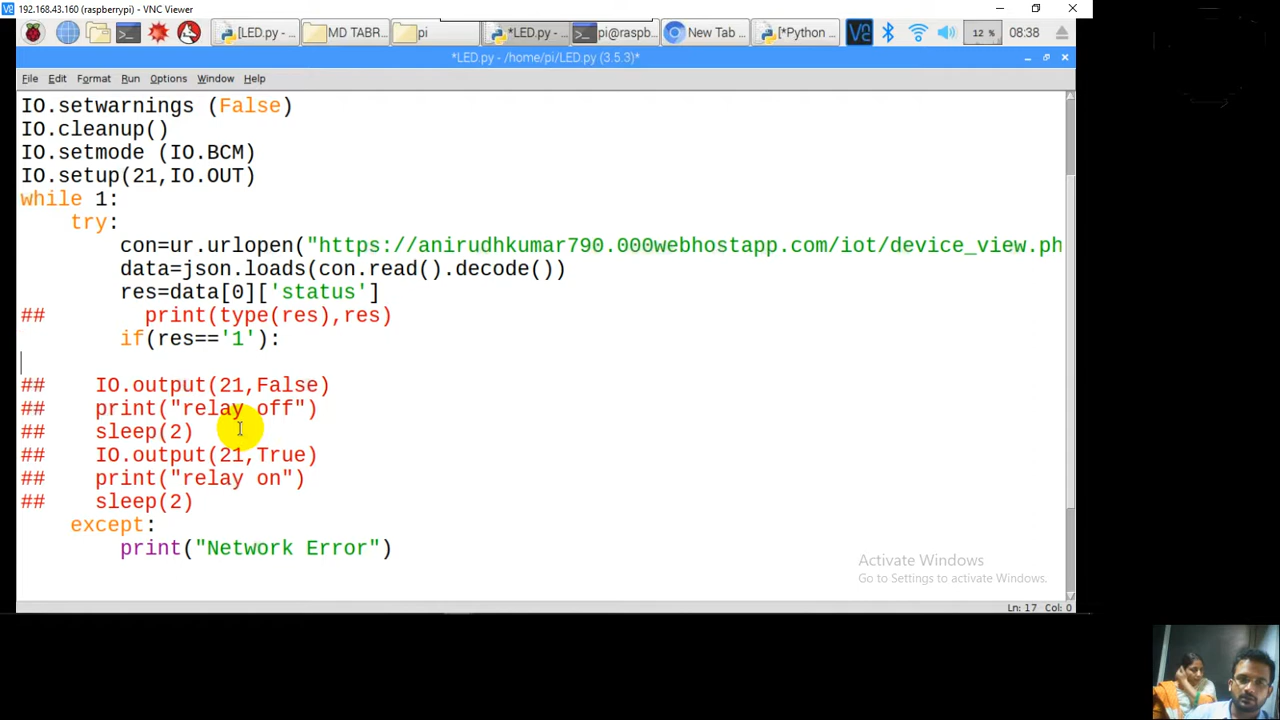 192.168.43.160 (raspberrypi) - VNC Viewer
[LED.py - ...
MD TABR...
pi
*LED.py - ...
pi@raspb...
New Tab ...
[*Python ...
12 %
08:38
*LED.py - /home/pi/LED.py (3.5.3)*
File Edit Format Run Options Window Help
IO.setwarnings (False)
IO.cleanup()
IO.setmode (IO.BCM)
IO.setup(21,IO.OUT)
while 1:
    try:
        con=ur.urlopen("https://anirudhkumar790.000webhostapp.com/iot/device_view.ph
        data=json.loads(con.read().decode())
        res=data[0]['status']
##        print(type(res),res)
        if(res=='1'):
##    IO.output(21,False)
##    print("relay off")
##    sleep(2)
##    IO.output(21,True)
##    print("relay on")
##    sleep(2)
    except:
        print("Network Error")
Activate Windows
Go to Settings to activate Windows.
Ln: 17 Col: 0